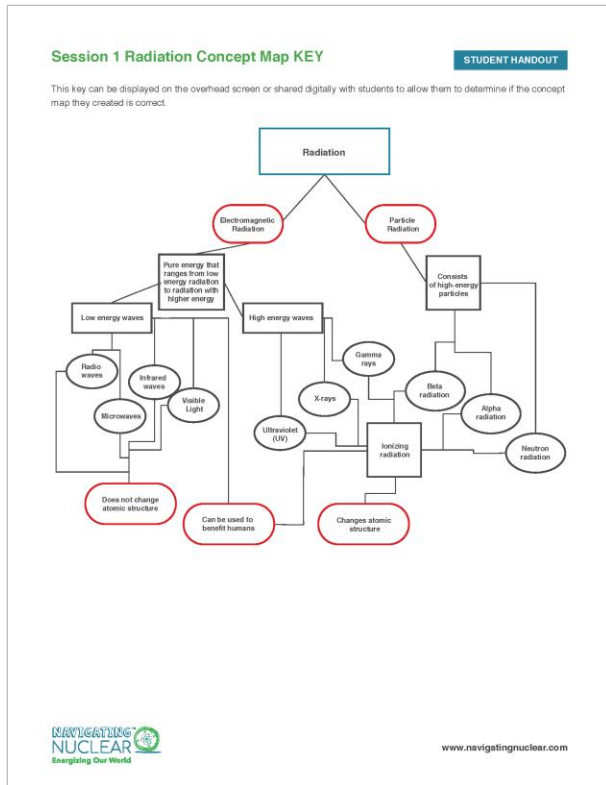 Session 1 Radiation Concept Map KEY
STUDENT HANDOUT
This key can be displayed on the overhead screen or shared digitally with students to allow them to determine if the concept
map they created is correct.
Radiation
Electromagnetic
Radiation
Particle
Radiation
Pure energy that
ranges from low
energy radiation
to radiation with
higher energy
Consists
of high-energy
particles
Low energy waves
High energy waves
Radio
waves
Infrared
waves
Microwaves
Visible
Light
Gamma
rays
X-rays
Ultraviolet
(UV)
Beta
radiation
Alpha
radiation
Ionizing
radiation
Neutron
radiation
Does not change
atomic structure
Can be used to
benefit humans
Changes atomic
structure
NAVIGATING
NUCLEAR
Energizing Our World
www.navigatingnuclear.com